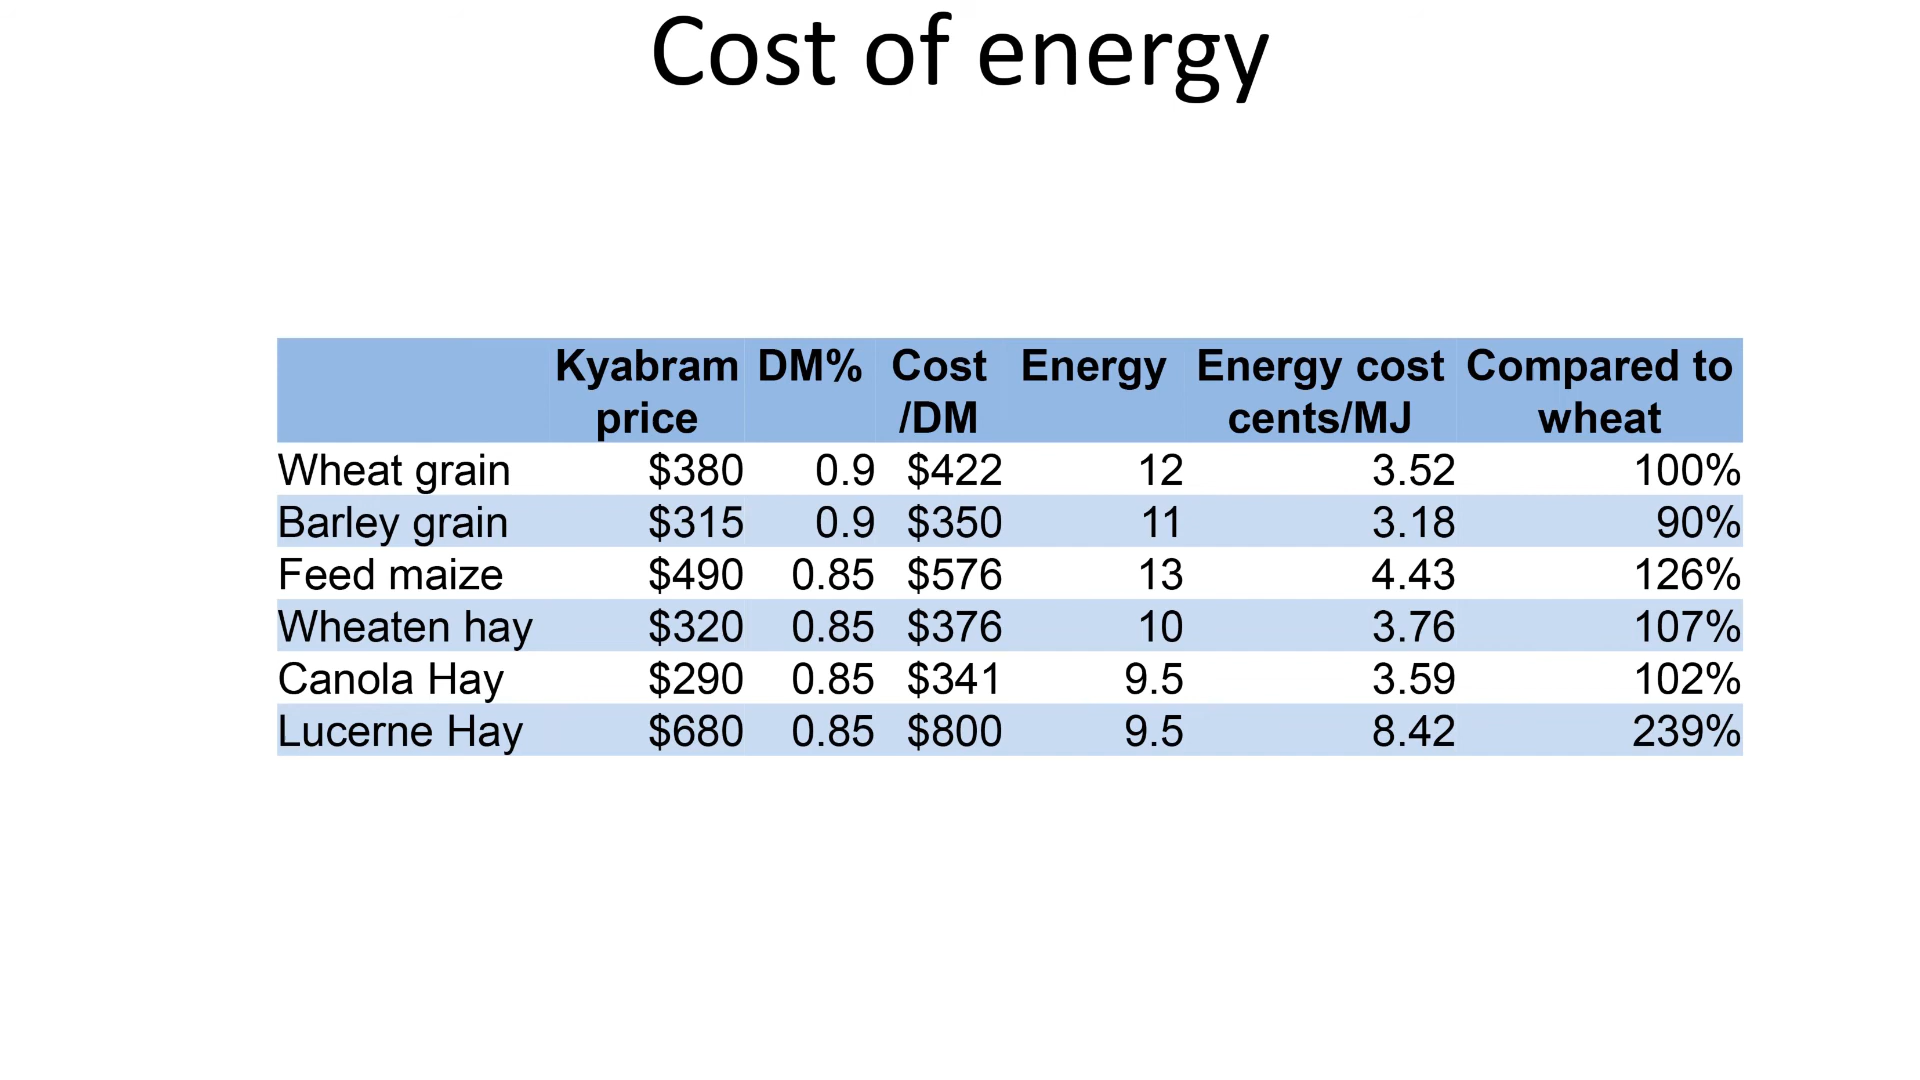 Cost of energy
Kyabram price DM% Cost /DM Energy Energy cost cents/MJ Compared to wheat
Wheat grain $380 0.9 $422 12 3.52 100%
Barley grain $315 0.9 $350 11 3.18 90%
Feed maize $490 0.85 $576 13 4.43 126%
Wheaten hay $320 0.85 $376 10 3.76 107%
Canola Hay $290 0.85 $341 9.5 3.59 102%
Lucerne Hay $680 0.85 $800 9.5 8.42 239%